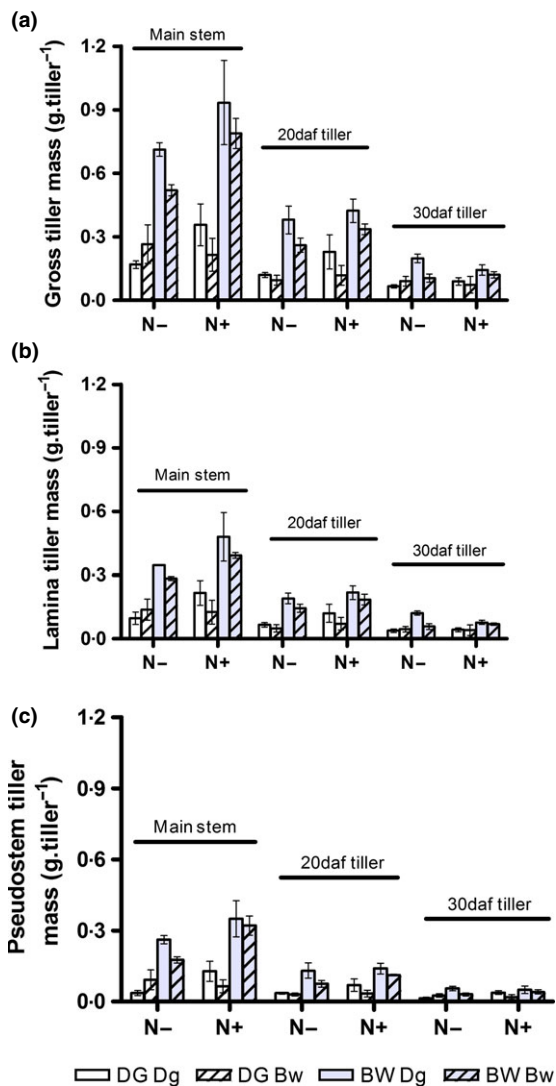 (a)
Gross tiller mass (g.tiller⁻¹)
1·2
0·9
0·6
0·3
0·0
Main stem
20daf tiller
30daf tiller
N− N+ N− N+ N− N+
(b)
Lamina tiller mass (g.tiller⁻¹)
1·2
0·9
0·6
0·3
0·0
Main stem
20daf tiller
30daf tiller
N− N+ N− N+ N− N+
(c)
Pseudostem tiller
mass (g.tiller⁻¹)
1·2
0·9
0·6
0·3
0·0
Main stem
20daf tiller
30daf tiller
N− N+ N− N+ N− N+
DG Dg DG Bw BW Dg BW Bw